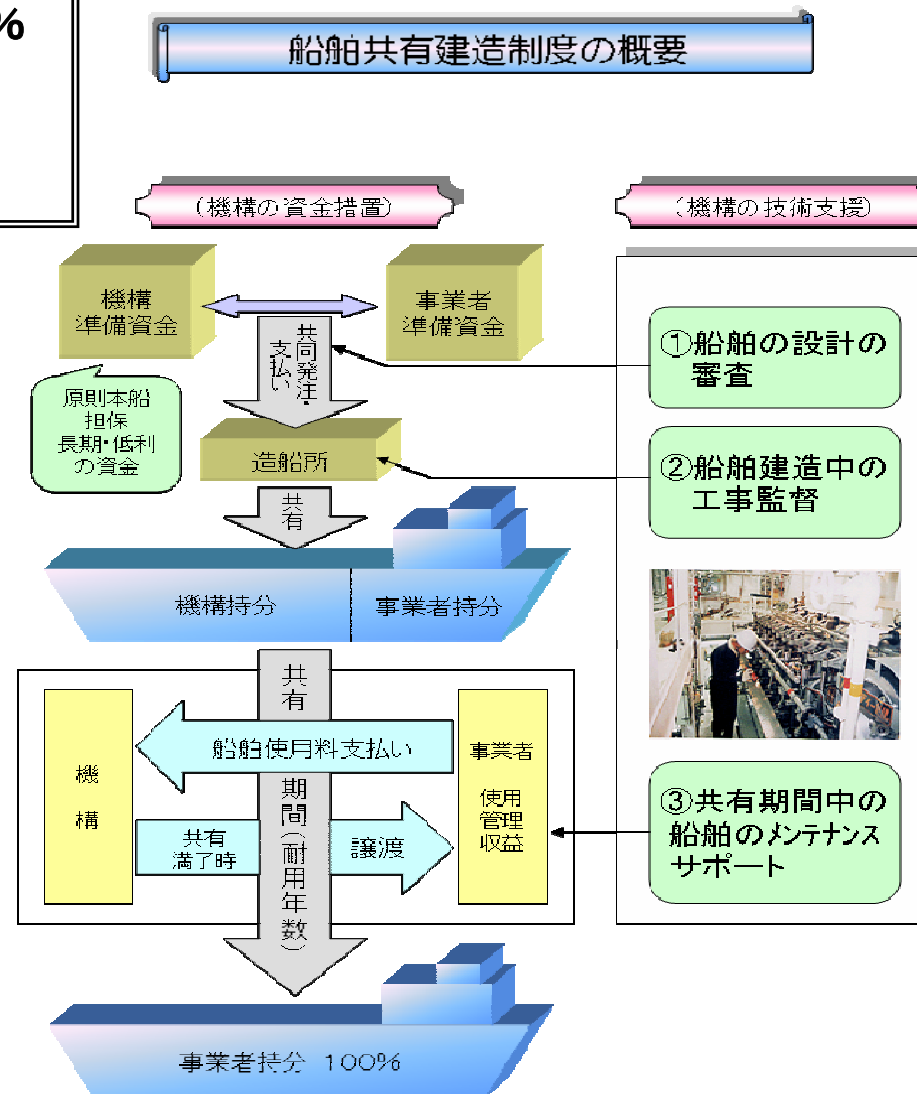 %
船舶共有建造制度の概要
(機構の資金措置)
(機構の技術支援)
機構
準備資金
事業者
準備資金
共同発注
支払い
原則本船
担保
長期・低利
の資金
造船所
共有
機構持分
事業者持分
①船舶の設計の
審査
②船舶建造中の
工事監督
共有期間(耐用年数)
機構
船舶使用料支払い
事業者
使用
管理
収益
共有
満了時
譲渡
③共有期間中の
船舶のメンテナンス
サポート
事業者持分 100%